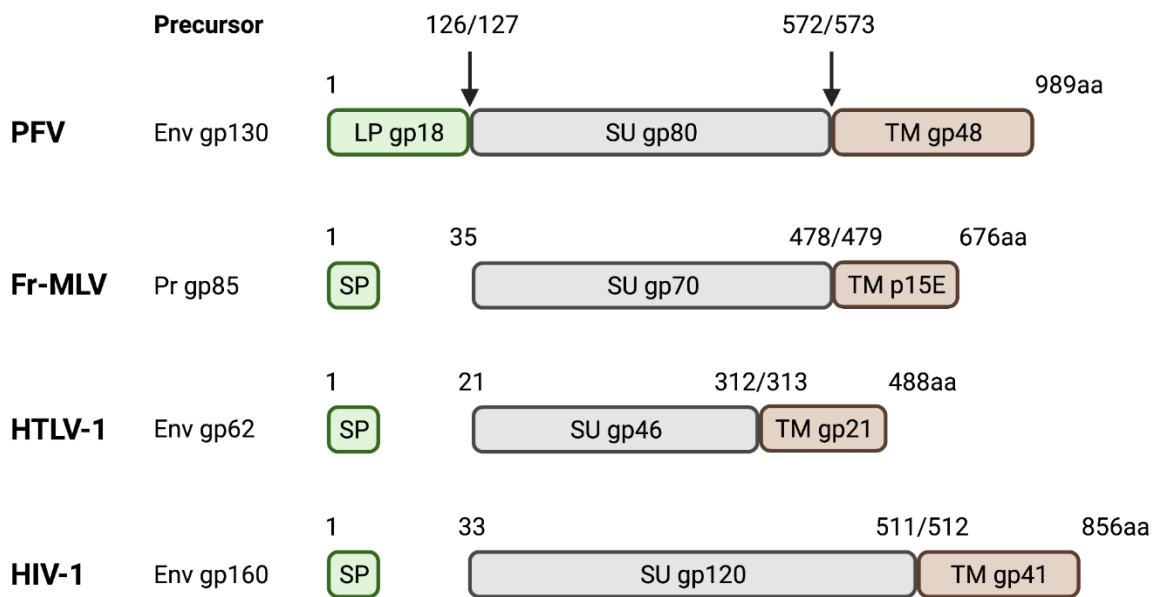 Precursor 126/127 572/573
1 989aa
PFV Env gp130 LP gp18 SU gp80 TM gp48
1 35 478/479 676aa
Fr-MLV Pr gp85 SP SU gp70 TM p15E
1 21 312/313 488aa
HTLV-1 Env gp62 SP SU gp46 TM gp21
1 33 511/512 856aa
HIV-1 Env gp160 SP SU gp120 TM gp41